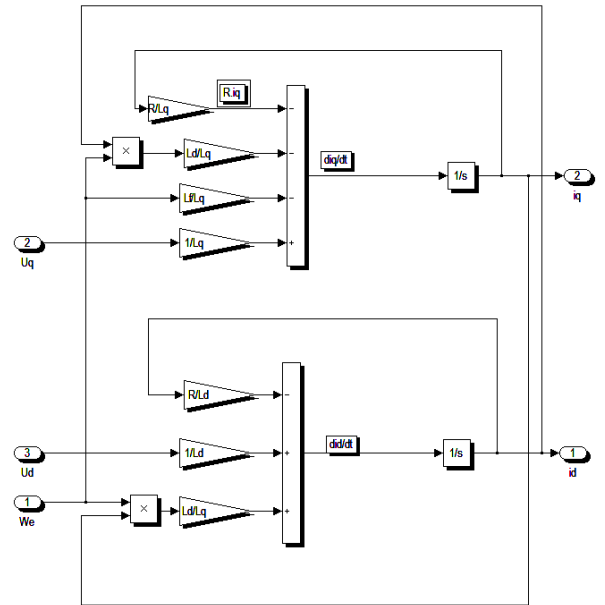 R/Lq
R.iq
−
×
Ld/Lq
−
diq/dt
1/s
2
iq
Lf/Lq
−
2
Uq
1/Lq
+
R/Ld
−
3
Ud
1/Ld
+
did/dt
1/s
1
id
1
We
×
Ld/Lq
+